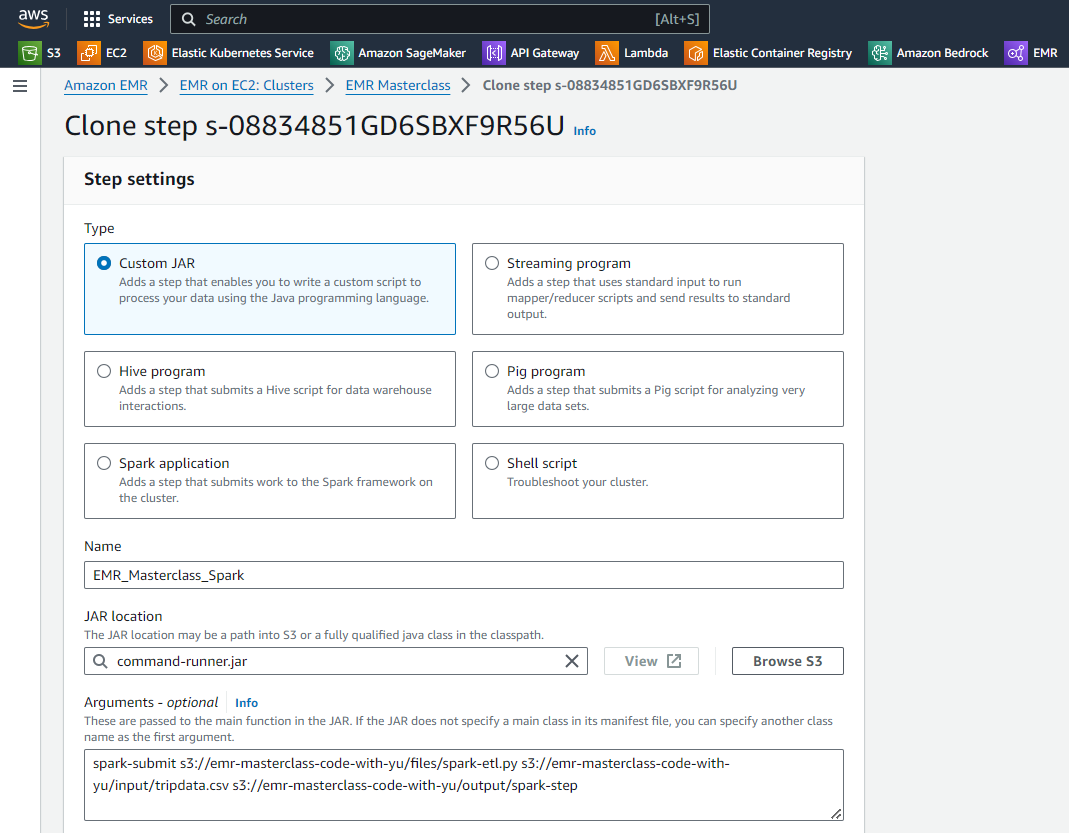 aws Services Search [Alt+S]
S3 EC2 Elastic Kubernetes Service Amazon SageMaker API Gateway Lambda Elastic Container Registry Amazon Bedrock EMR
Amazon EMR > EMR on EC2: Clusters > EMR Masterclass > Clone step s-08834851GD6SBXF9R56U
Clone step s-08834851GD6SBXF9R56U Info
Step settings
Type
Custom JAR
Adds a step that enables you to write a custom script to
process your data using the Java programming language.
Streaming program
Adds a step that uses standard input to run
mapper/reducer scripts and send results to standard
output.
Hive program
Adds a step that submits a Hive script for data warehouse
interactions.
Pig program
Adds a step that submits a Pig script for analyzing very
large data sets.
Spark application
Adds a step that submits work to the Spark framework on
the cluster.
Shell script
Troubleshoot your cluster.
Name
EMR_Masterclass_Spark
JAR location
The JAR location may be a path into S3 or a fully qualified java class in the classpath.
command-runner.jar View Browse S3
Arguments - optional Info
These are passed to the main function in the JAR. If the JAR does not specify a main class in its manifest file, you can specify another class
name as the first argument.
spark-submit s3://emr-masterclass-code-with-yu/files/spark-etl.py s3://emr-masterclass-code-with-
yu/input/tripdata.csv s3://emr-masterclass-code-with-yu/output/spark-step